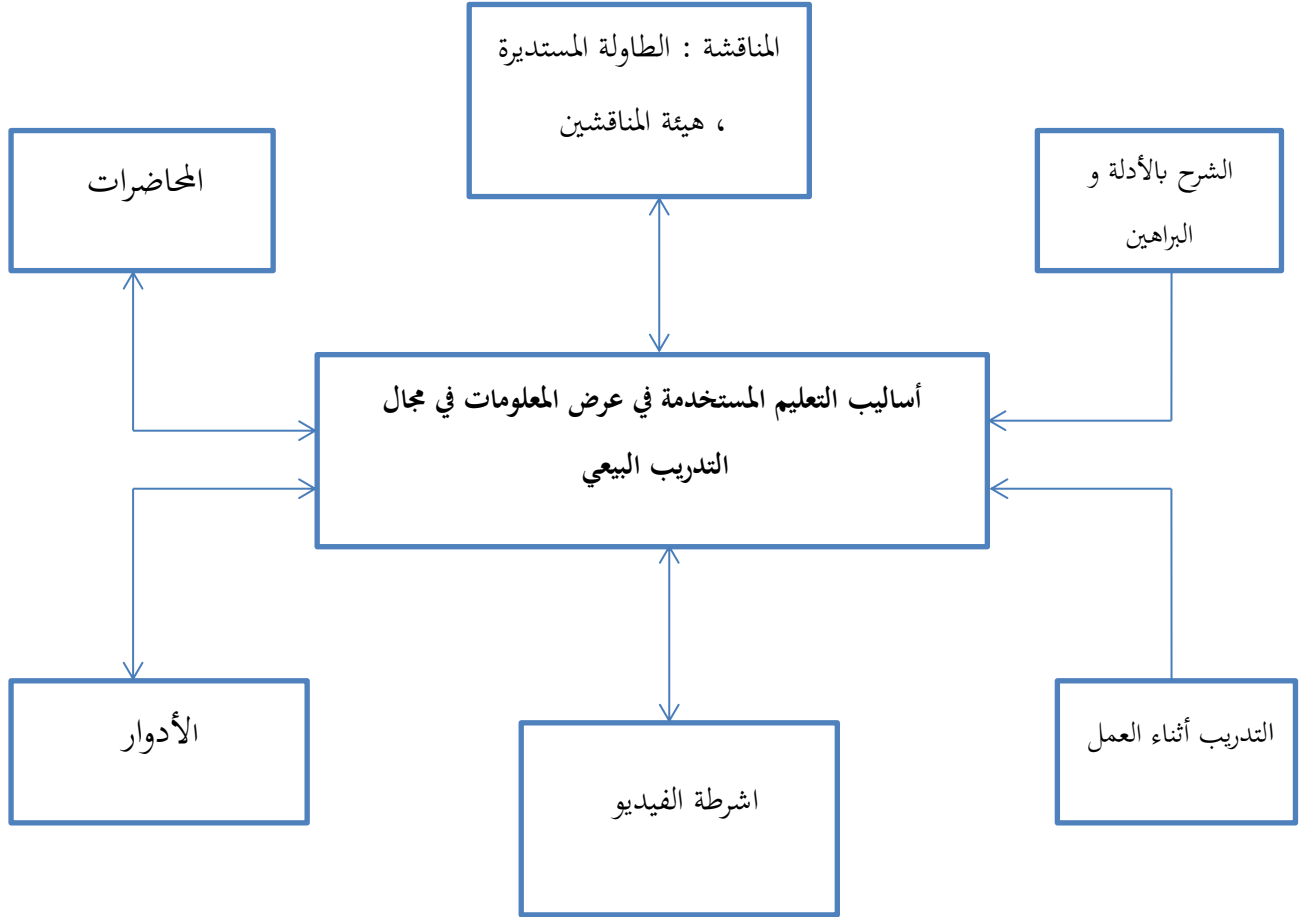 المناقشة : الطاولة المستديرة
، هيئة المناقشين
الشرح بالأدلة و
البراهين
المحاضرات
أساليب التعليم المستخدمة في عرض المعلومات في مجال
التدريب البيعي
التدريب أثناء العمل
اشرطة الفيديو
الأدوار